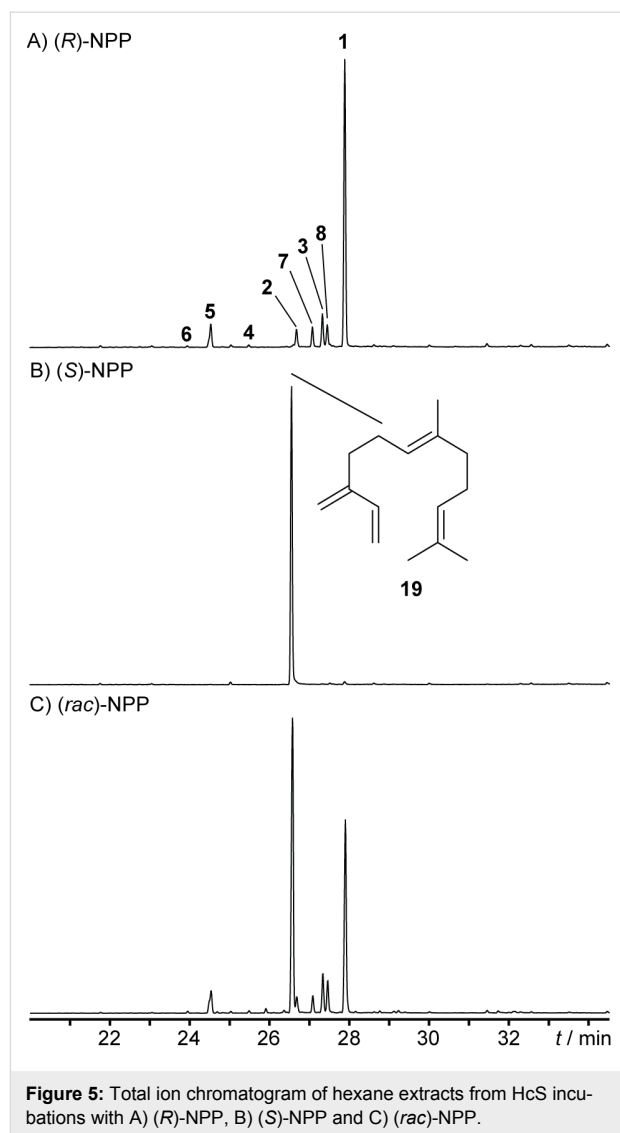 A) (R)-NPP
1
8
3
7
2
5
6
4
B) (S)-NPP
19
C) (rac)-NPP
22 24 26 28 30 32 t / min
Figure 5: Total ion chromatogram of hexane extracts from HcS incu-
bations with A) (R)-NPP, B) (S)-NPP and C) (rac)-NPP.